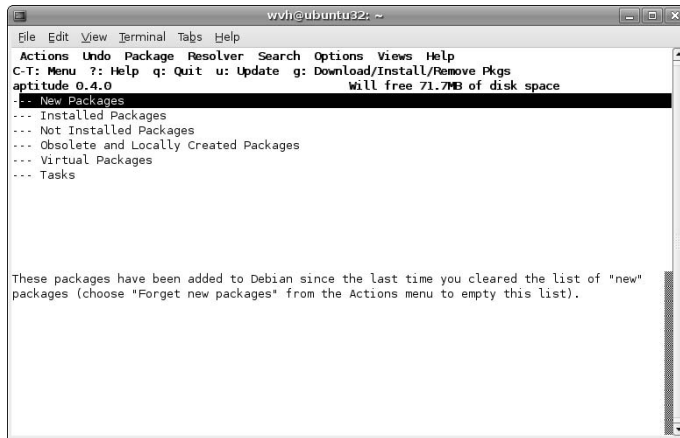 wvh@ubuntu32: ~
File Edit View Terminal Tabs Help
Actions Undo Package Resolver Search Options Views Help
C-T: Menu ?: Help q: Quit u: Update g: Download/Install/Remove Pkgs
aptitude 0.4.0 Will free 71.7MB of disk space
--- New Packages
--- Installed Packages
--- Not Installed Packages
--- Obsolete and Locally Created Packages
--- Virtual Packages
--- Tasks
These packages have been added to Debian since the last time you cleared the list of "new"
packages (choose "Forget new packages" from the Actions menu to empty this list).